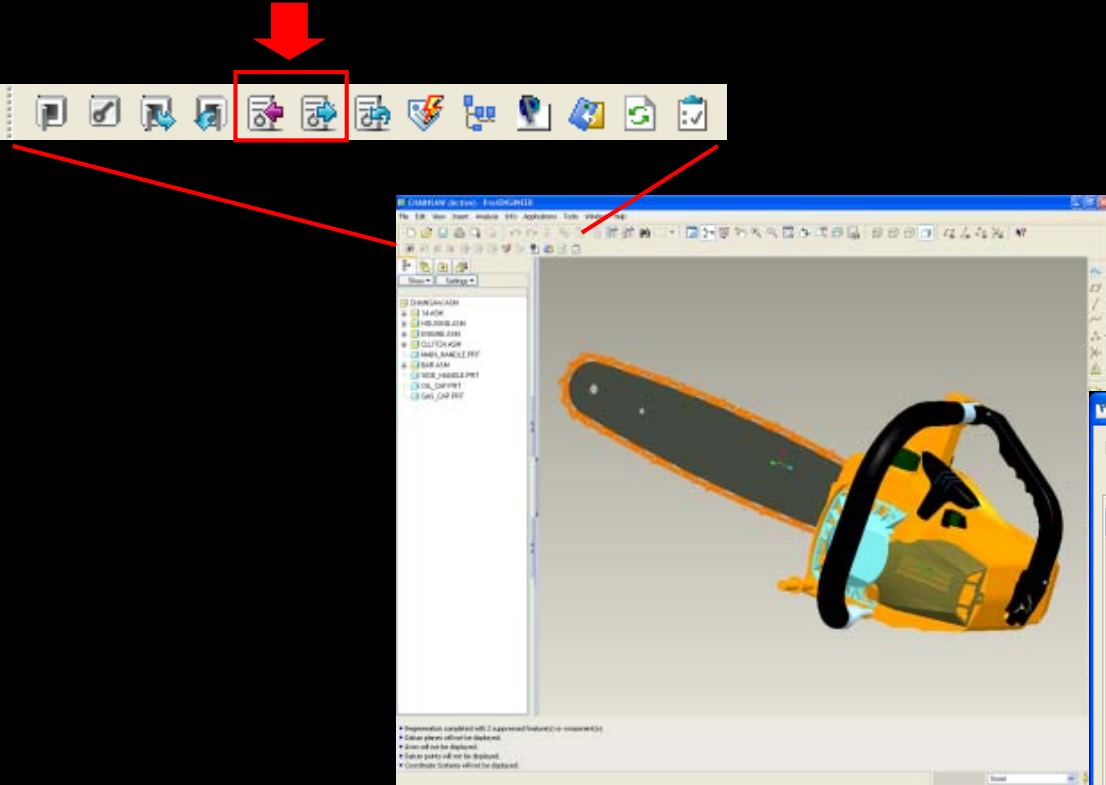 CHAINSAW (Active) - Pro/ENGINEER
File Edit View Insert Analysis Info Applications Tools Window Help
Show Settings
CHAINSAW.ASM
HOUSING.ASM
ENGINE.ASM
CLUTCH.ASM
MAIN_HANDLE.PRT
BAR.ASM
SIDE_HANDLE.PRT
OIL_CAP.PRT
GAS_CAP.PRT
Regeneration completed with 2 suppressed feature(s) or component(s).
Datum planes will not be displayed.
Axes will not be displayed.
Datum points will not be displayed.
Coordinate Systems will not be displayed.
Smart